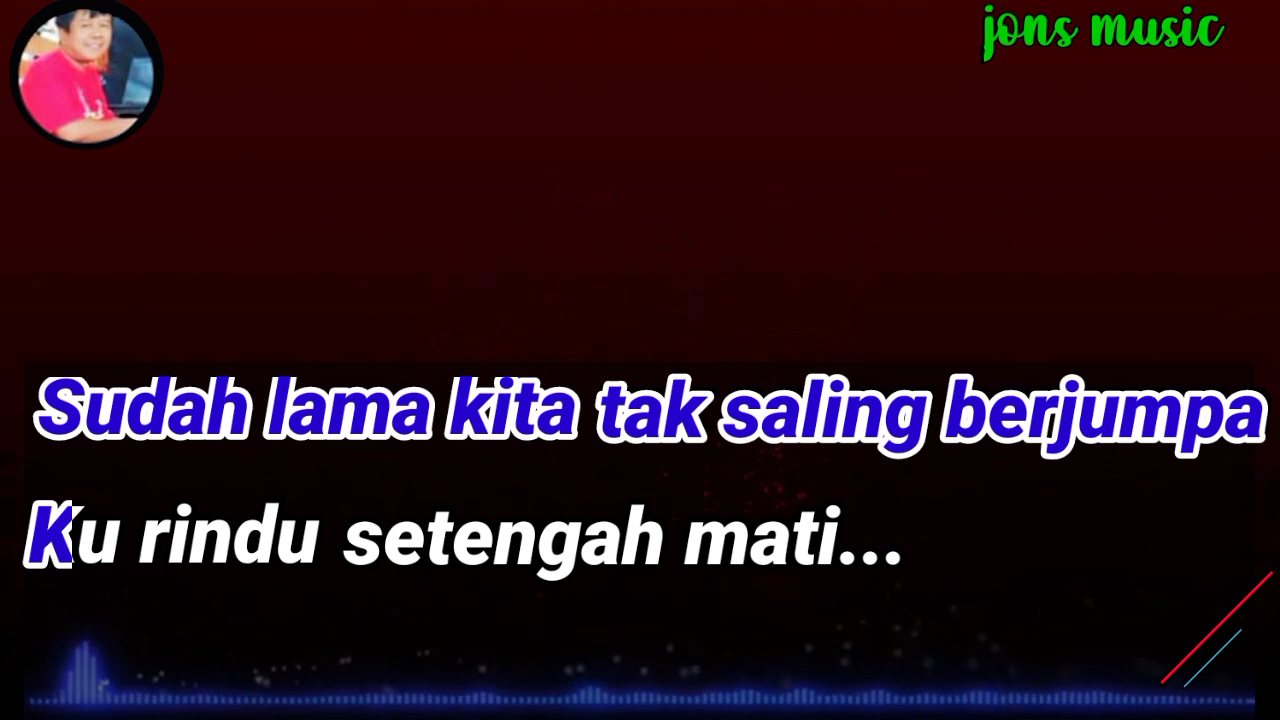 jons music
Sudah lama kita tak saling berjumpa
Ku rindu setengah mati...